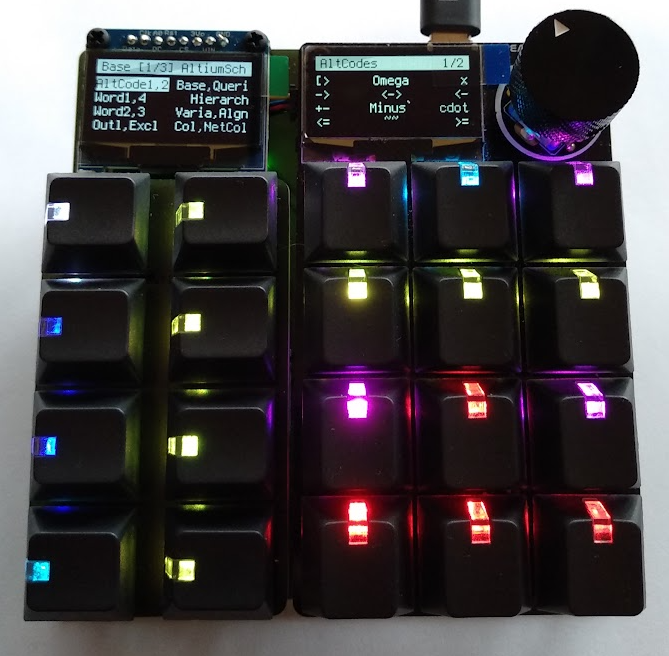 Base [1/3] AltiumSch
AltCode1,2 Base,Queri
Word1,4 Hierarch
Word2,3 Varia,Algn
Outl,Excl Col,NetCol
AltCodes 1/2
[> Omega x
-> <-> <-
+- Minus` cdot
<= ~~~ >=